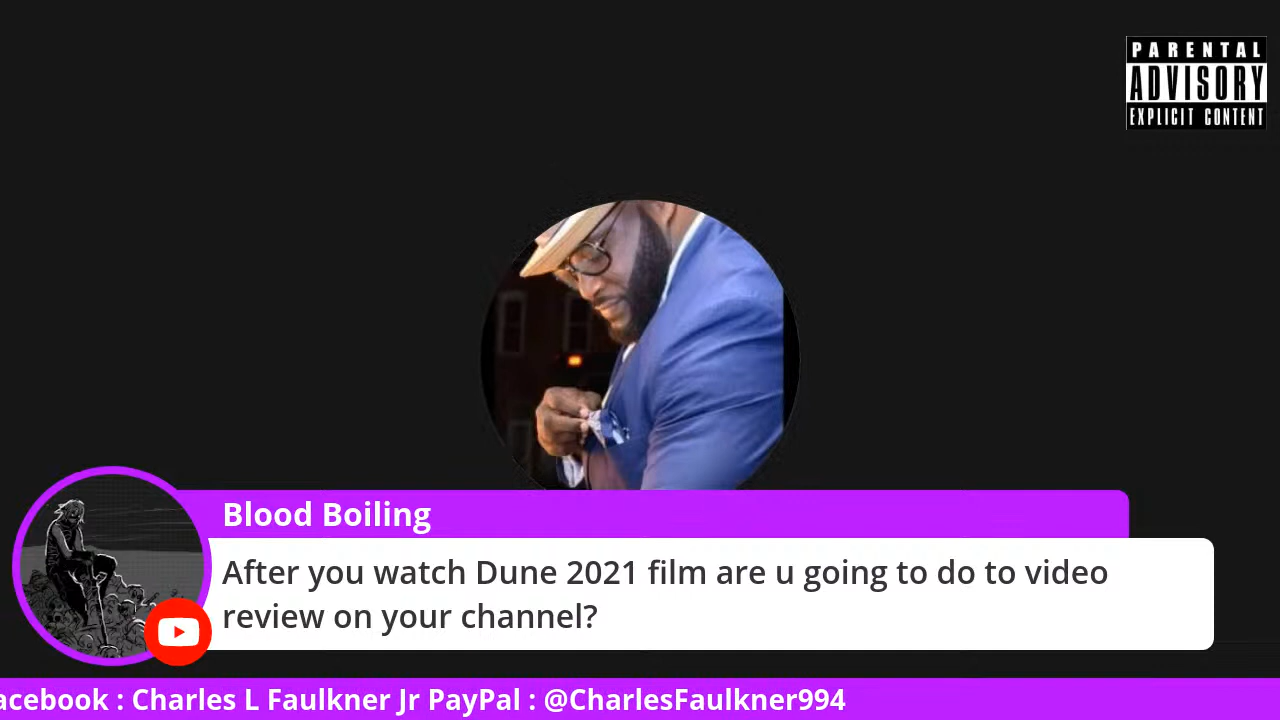 PARENTAL
ADVISORY
EXPLICIT CONTENT
Blood Boiling
After you watch Dune 2021 film are u going to do to video
review on your channel?
acebook : Charles L Faulkner Jr PayPal : @CharlesFaulkner994